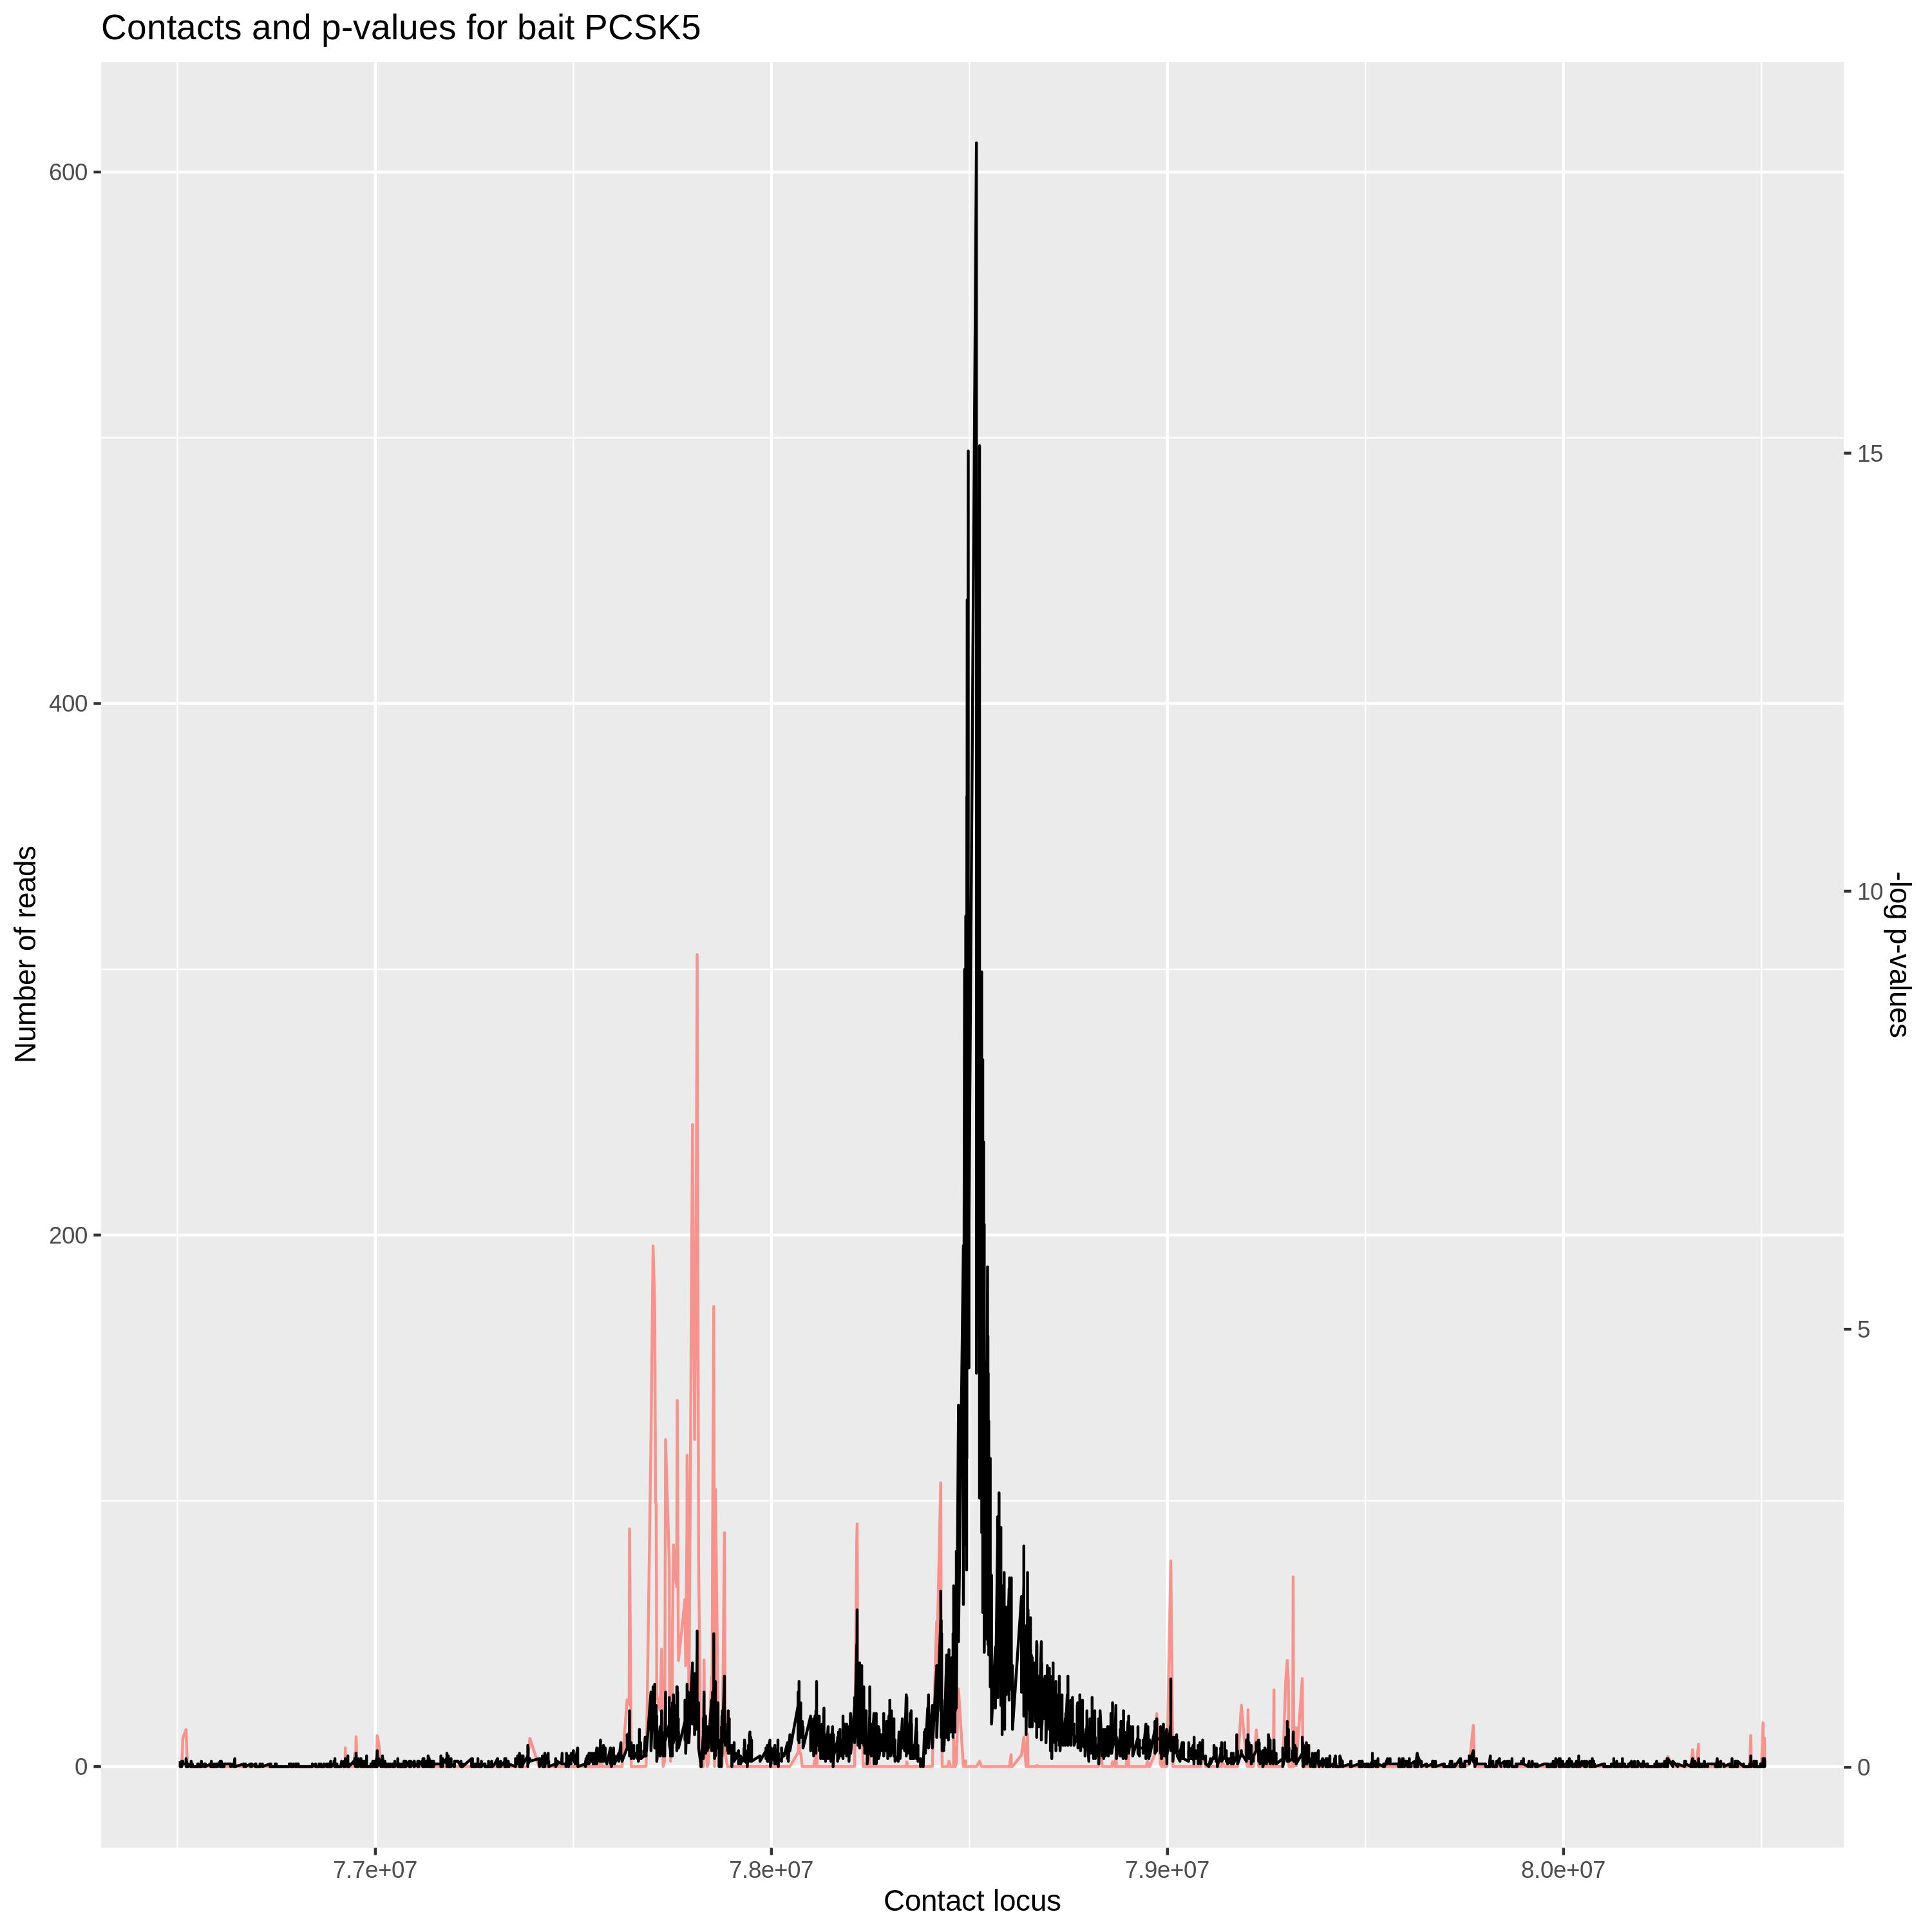 Contacts and p-values for bait PCSK5
600
400
200
0
Number of reads
15
10
5
0
-log p-values
7.7e+07
7.8e+07
7.9e+07
8.0e+07
Contact locus